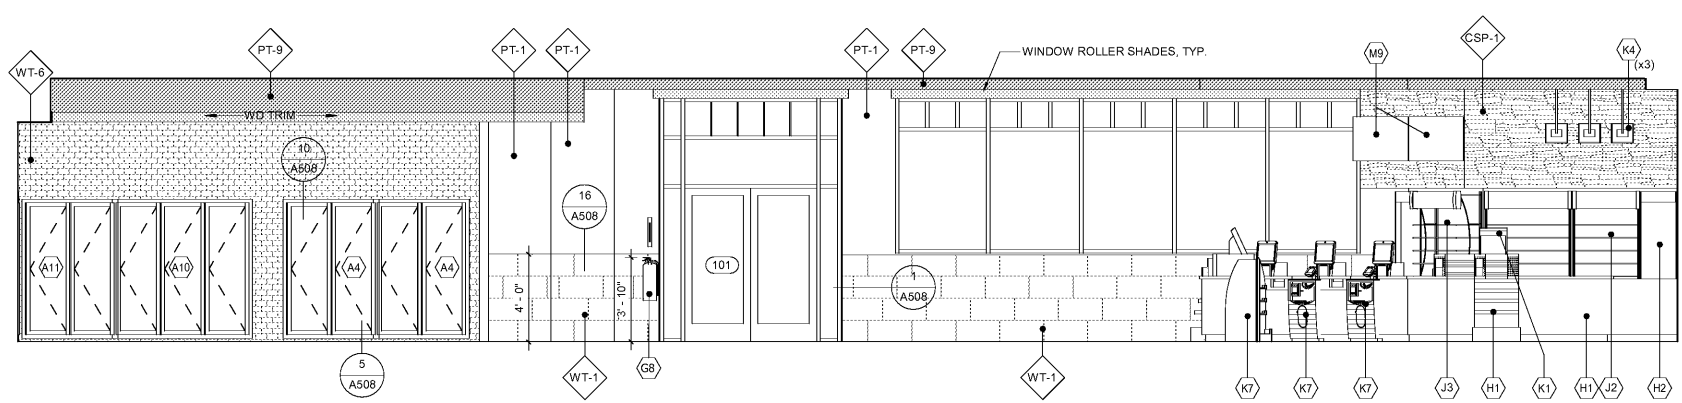 WT-6
PT-9
PT-1
PT-1
PT-1
PT-9
WINDOW ROLLER SHADES, TYP.
M9
CSP-1
K4
(x3)
WD TRIM
10
A508
16
A508
A11
A10
A4
A4
4' - 0"
3' - 10"
101
1
A508
5
A508
WT-1
G8
WT-1
K7
K7
K7
J3
H1
K1
H1
J2
H2